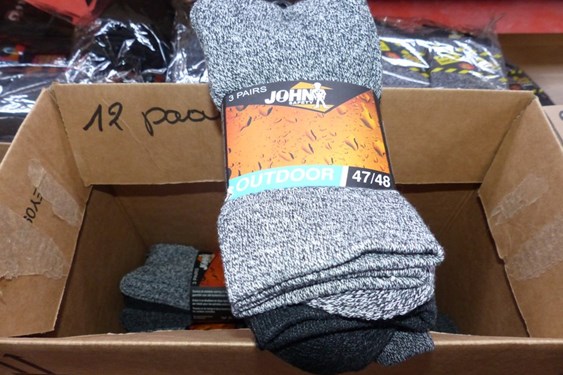 12 paa
3 PAIRS
JOHN
OUTDOOR
47/48